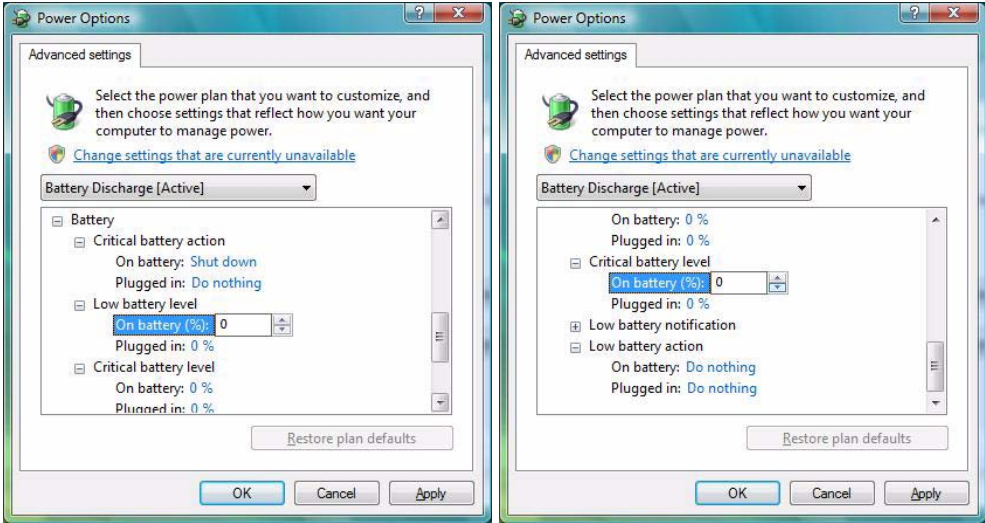 Power Options
Advanced settings
Select the power plan that you want to customize, and
then choose settings that reflect how you want your
computer to manage power.
Change settings that are currently unavailable
Battery Discharge [Active]
Battery
Critical battery action
On battery: Shut down
Plugged in: Do nothing
Low battery level
On battery (%): 0
Plugged in: 0 %
Critical battery level
On battery: 0 %
Plugged in: 0 %
Restore plan defaults
OK Cancel Apply
Power Options
Advanced settings
Select the power plan that you want to customize, and
then choose settings that reflect how you want your
computer to manage power.
Change settings that are currently unavailable
Battery Discharge [Active]
On battery: 0 %
Plugged in: 0 %
Critical battery level
On battery (%): 0
Plugged in: 0 %
Low battery notification
Low battery action
On battery: Do nothing
Plugged in: Do nothing
Restore plan defaults
OK Cancel Apply